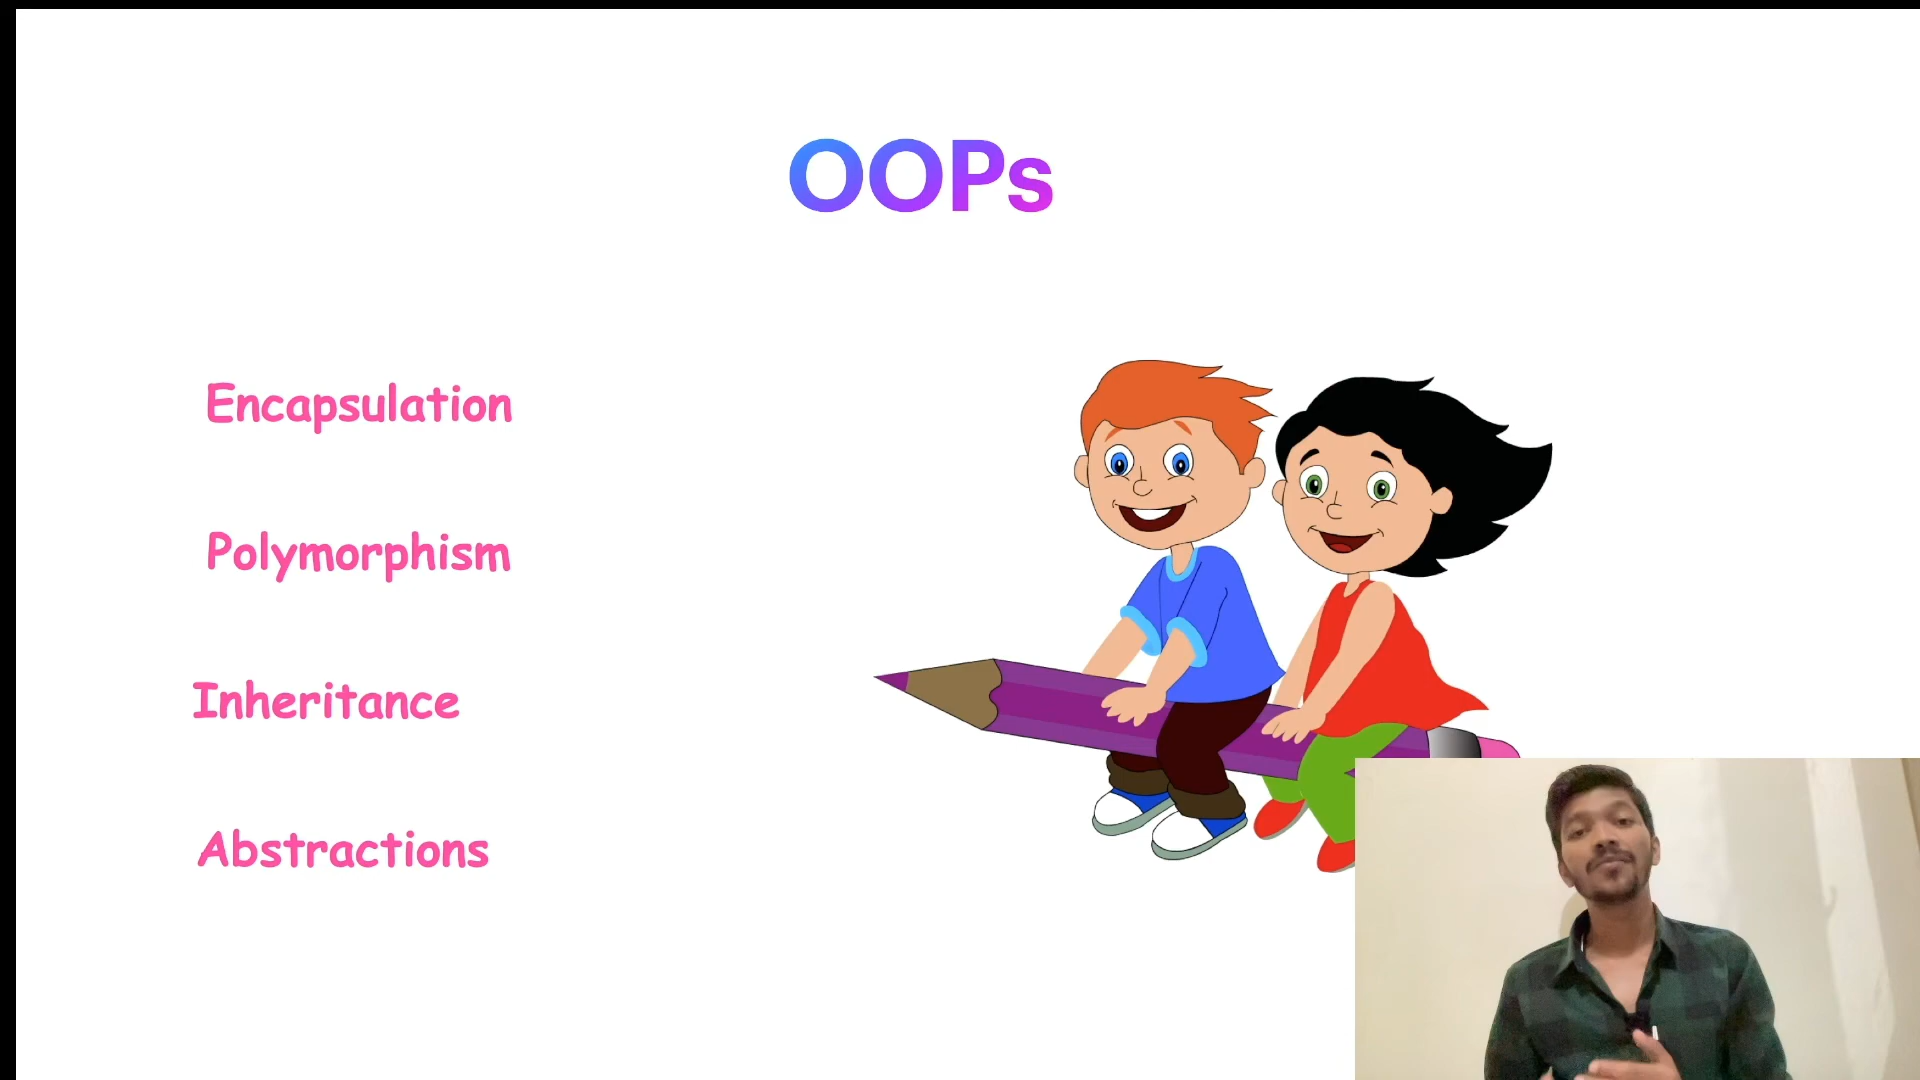 OOPs
Encapsulation
Polymorphism
Inheritance
Abstractions